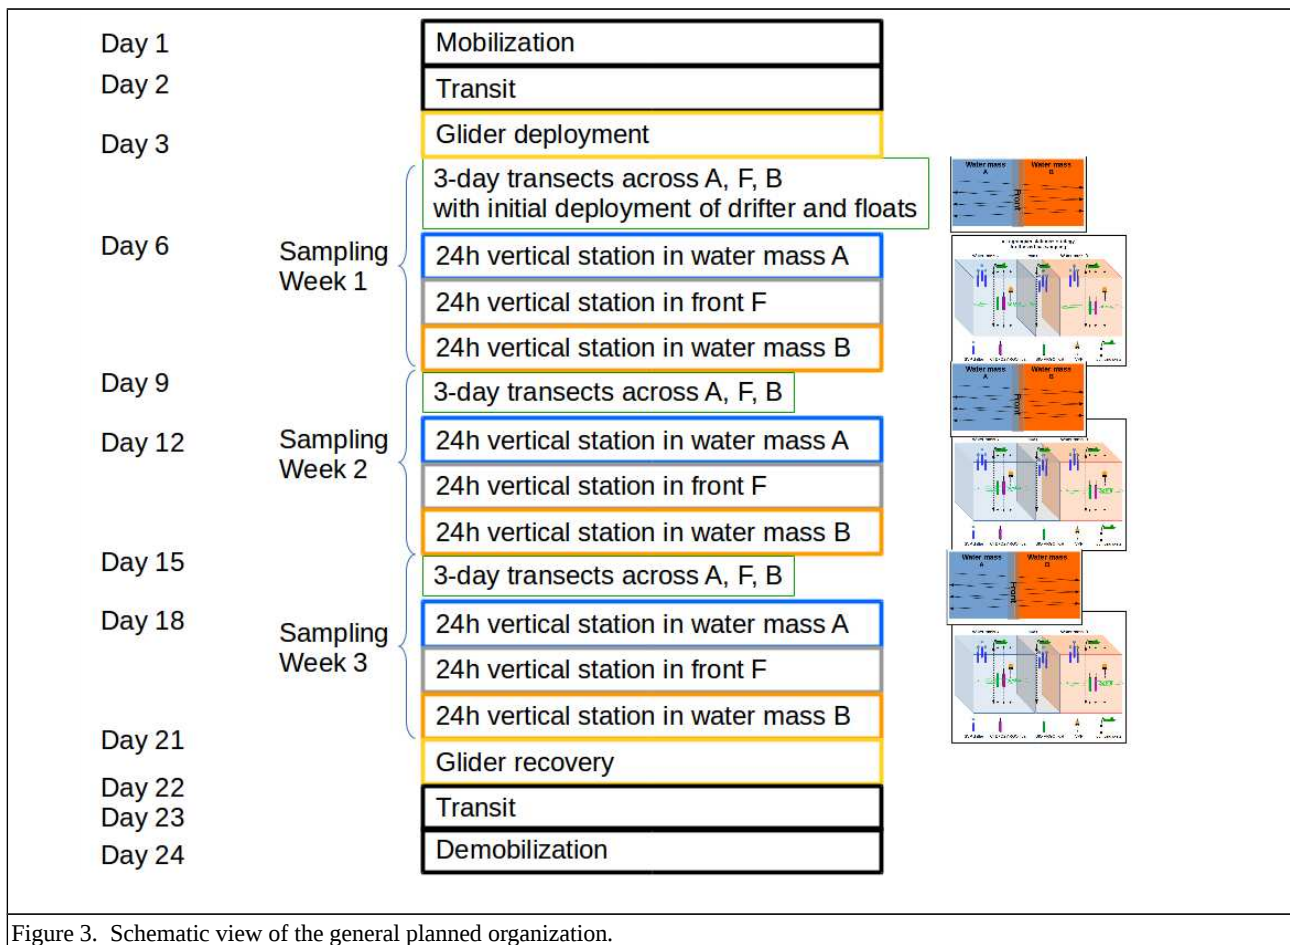 Day 1
Mobilization
Day 2
Transit
Day 3
Glider deployment
3-day transects across A, F, B
with initial deployment of drifter and floats
Water mass
A
Water mass
B
Front
Day 6
Sampling
Week 1
24h vertical station in water mass A
24h vertical station in front F
24h vertical station in water mass B
Day 9
3-day transects across A, F, B
Water mass
A
Water mass
B
Front
Day 12
Sampling
Week 2
24h vertical station in water mass A
24h vertical station in front F
24h vertical station in water mass B
Day 15
3-day transects across A, F, B
Water mass
A
Water mass
B
Front
Day 18
Sampling
Week 3
24h vertical station in water mass A
24h vertical station in front F
24h vertical station in water mass B
Day 21
Glider recovery
Day 22
Transit
Day 23
Day 24
Demobilization
Figure 3. Schematic view of the general planned organization.